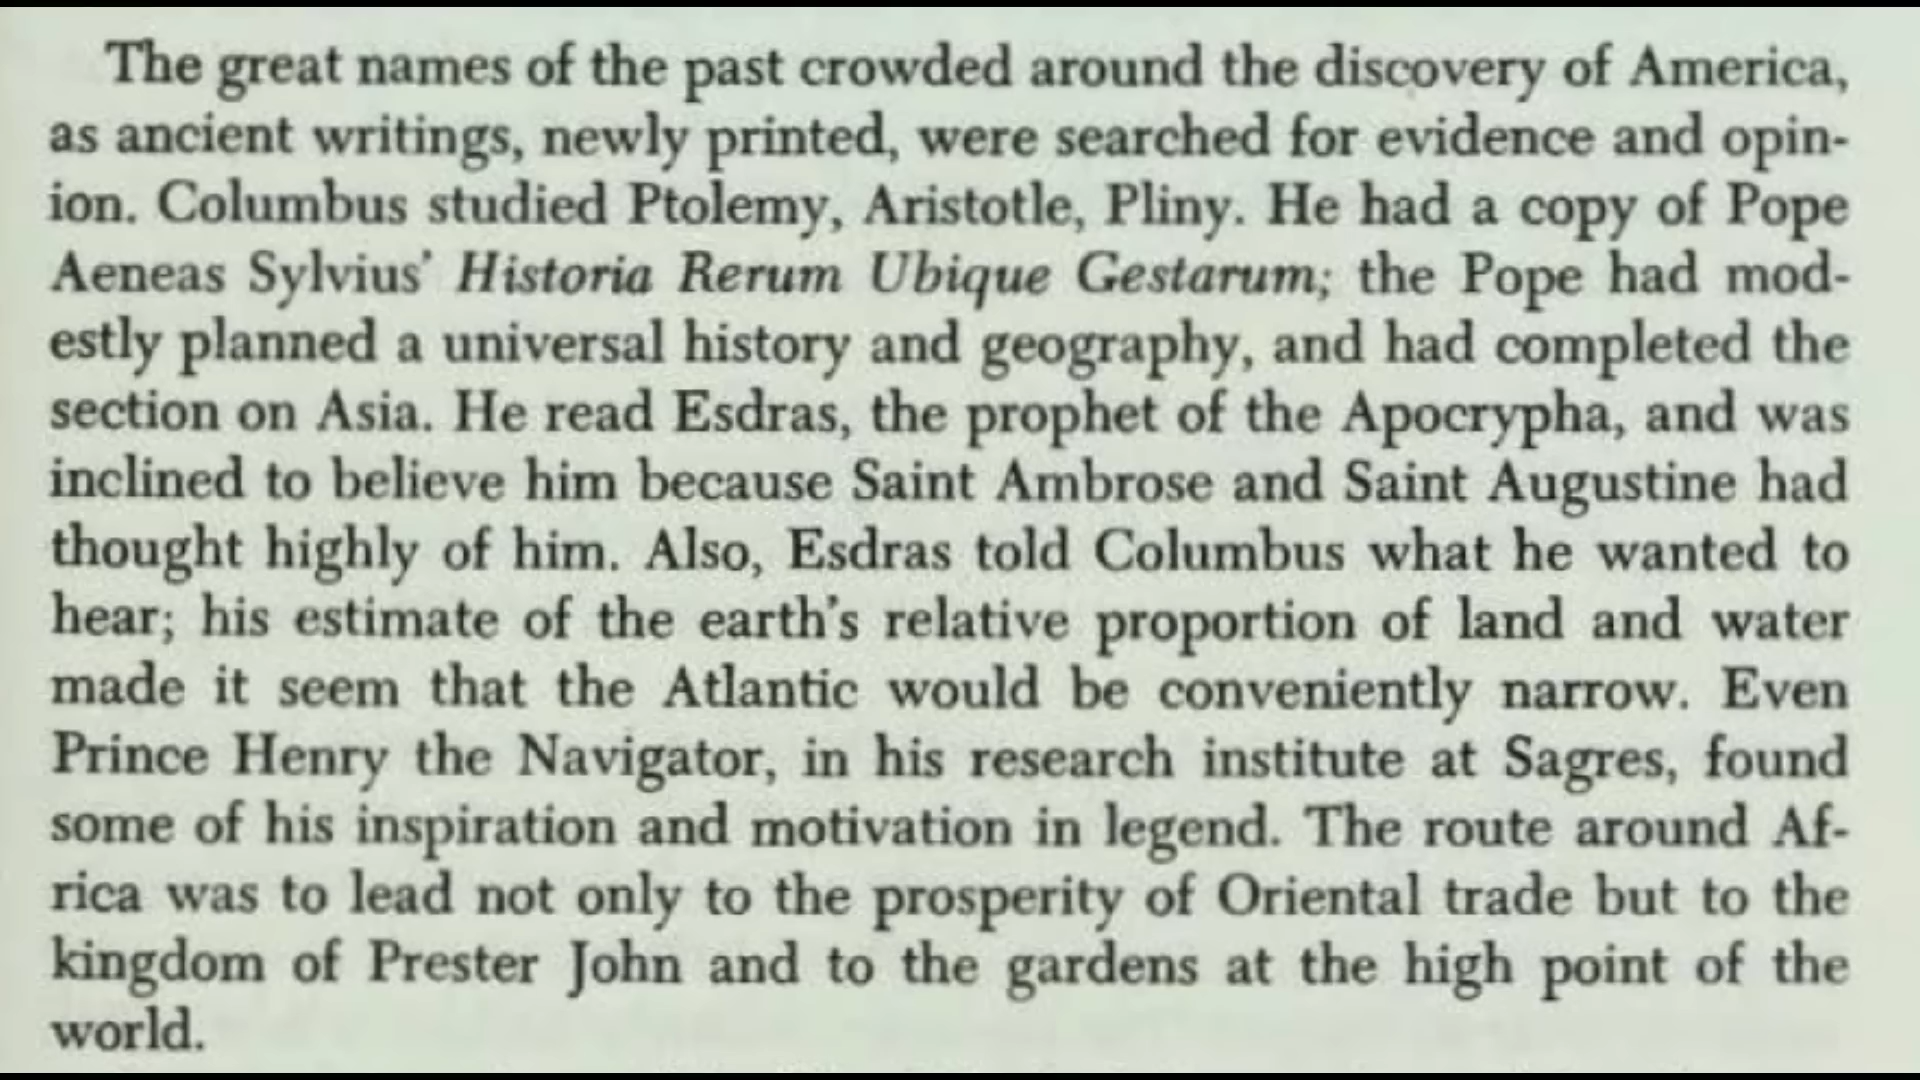 The great names of the past crowded around the discovery of America,
as ancient writings, newly printed, were searched for evidence and opin-
ion. Columbus studied Ptolemy, Aristotle, Pliny. He had a copy of Pope
Aeneas Sylvius' Historia Rerum Ubique Gestarum; the Pope had mod-
estly planned a universal history and geography, and had completed the
section on Asia. He read Esdras, the prophet of the Apocrypha, and was
inclined to believe him because Saint Ambrose and Saint Augustine had
thought highly of him. Also, Esdras told Columbus what he wanted to
hear; his estimate of the earth's relative proportion of land and water
made it seem that the Atlantic would be conveniently narrow. Even
Prince Henry the Navigator, in his research institute at Sagres, found
some of his inspiration and motivation in legend. The route around Af-
rica was to lead not only to the prosperity of Oriental trade but to the
kingdom of Prester John and to the gardens at the high point of the
world.